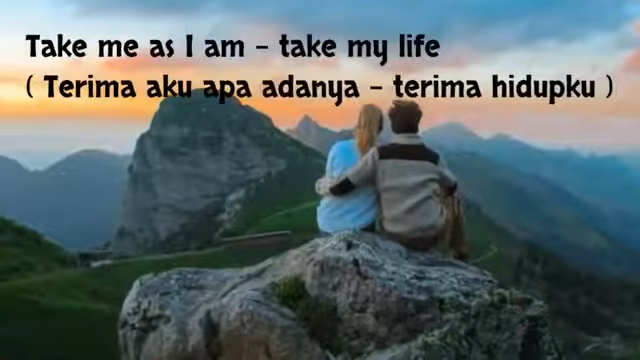 Take me as I am - take my life
( Terima aku apa adanya - terima hidupku )